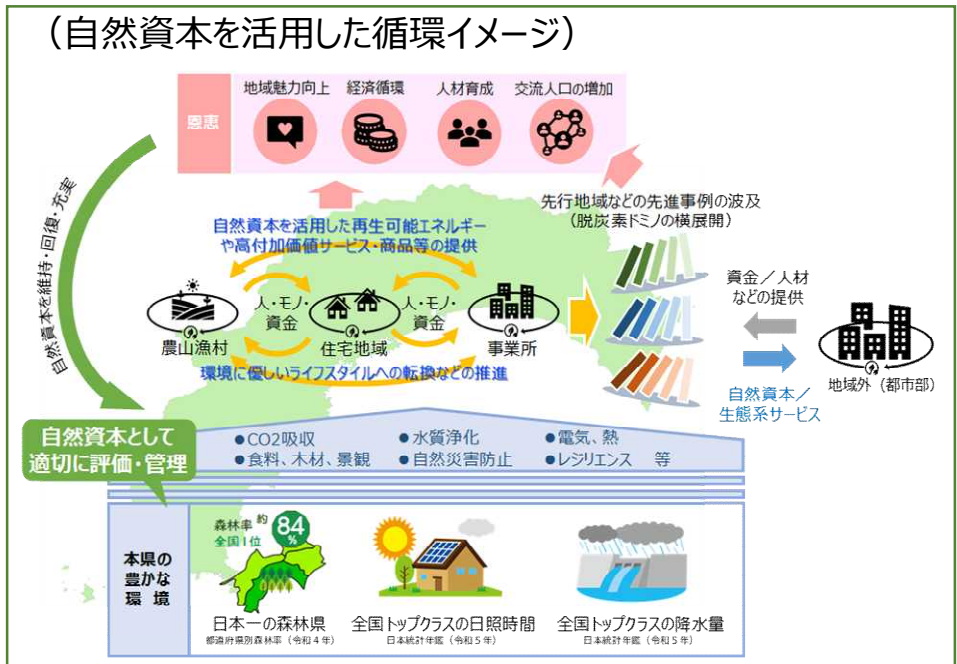 （自然資本を活用した循環イメージ）
恩恵
地域魅力向上
経済循環
人材育成
交流人口の増加
自然資本を維持・回復・充実
先行地域などの先進事例の波及
（脱炭素ドミノの横展開）
自然資本を活用した再生可能エネルギー
や高付加価値サービス・商品等の提供
人・モノ・
資金
人・モノ・
資金
農山漁村
住宅地域
事業所
環境に優しいライフスタイルへの転換などの推進
資金／人材
などの提供
自然資本／
生態系サービス
地域外（都市部）
自然資本として
適切に評価・管理
●CO2吸収
●水質浄化
●電気、熱
●食料、木材、景観
●自然災害防止
●レジリエンス 等
本県の
豊かな
環 境
森林率 約 84%
全国1位
日本一の森林県
都道府県別森林率（令和４年）
全国トップクラスの日照時間
日本統計年鑑（令和５年）
全国トップクラスの降水量
日本統計年鑑（令和５年）